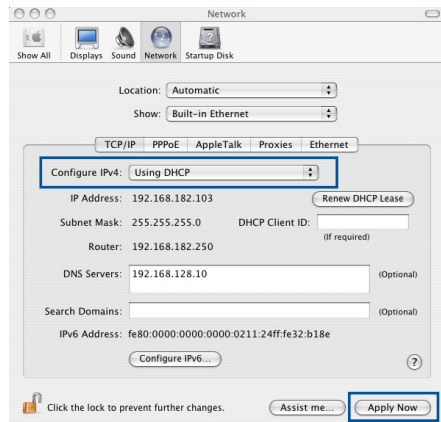 Network
Show All Displays Sound Network Startup Disk
Location: Automatic
Show: Built-in Ethernet
TCP/IP PPPoE AppleTalk Proxies Ethernet
Configure IPv4: Using DHCP
IP Address: 192.168.182.103 Renew DHCP Lease
Subnet Mask: 255.255.255.0 DHCP Client ID:
(If required)
Router: 192.168.182.250
DNS Servers: 192.168.128.10 (Optional)
Search Domains: (Optional)
IPv6 Address: fe80:0000:0000:0000:0211:24ff:fe32:b18e
Configure IPv6...
?
Click the lock to prevent further changes. Assist me... Apply Now